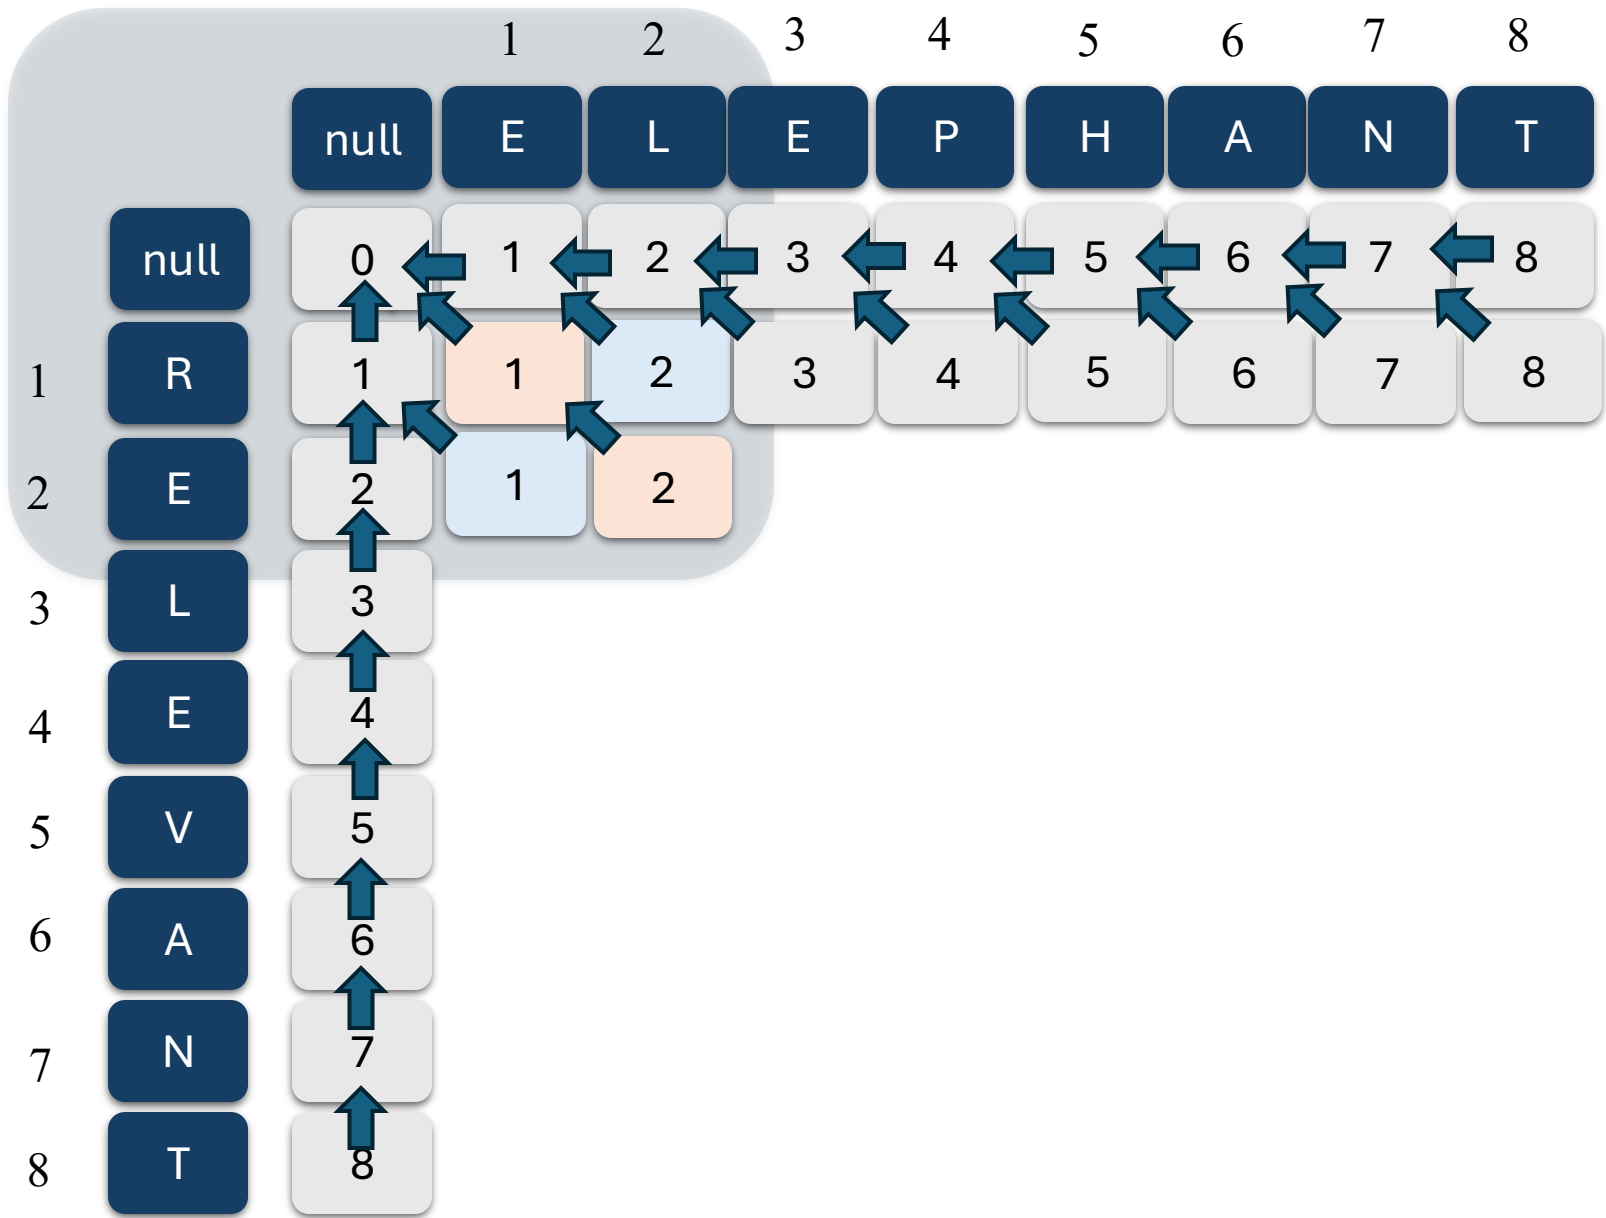 1 2 3 4 5 6 7 8
null E L E P H A N T
null 0 1 2 3 4 5 6 7 8
1 R 1 1 2 3 4 5 6 7 8
2 E 2 1 2
3 L 3
4 E 4
5 V 5
6 A 6
7 N 7
8 T 8